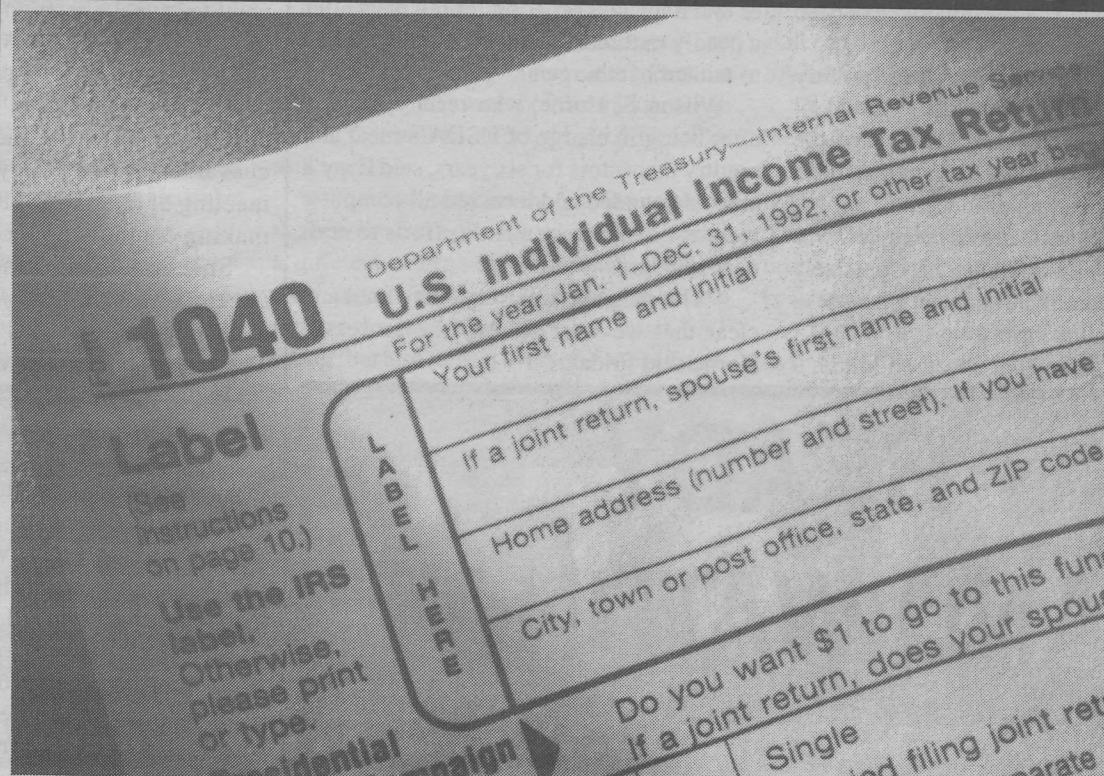 1040
Department of the Treasury—Internal Revenue Service
U.S. Individual Income Tax Return
For the year Jan. 1–Dec. 31, 1992, or other tax year
Label
(See
instructions
on page 10.)
Use the IRS
label.
Otherwise,
please print
or type.
LABEL HERE
Your first name and initial
If a joint return, spouse's first name and initial
Home address (number and street). If you have
City, town or post office, state, and ZIP code
Do you want $1 to go to this
If a joint return, does your
Single
filing joint